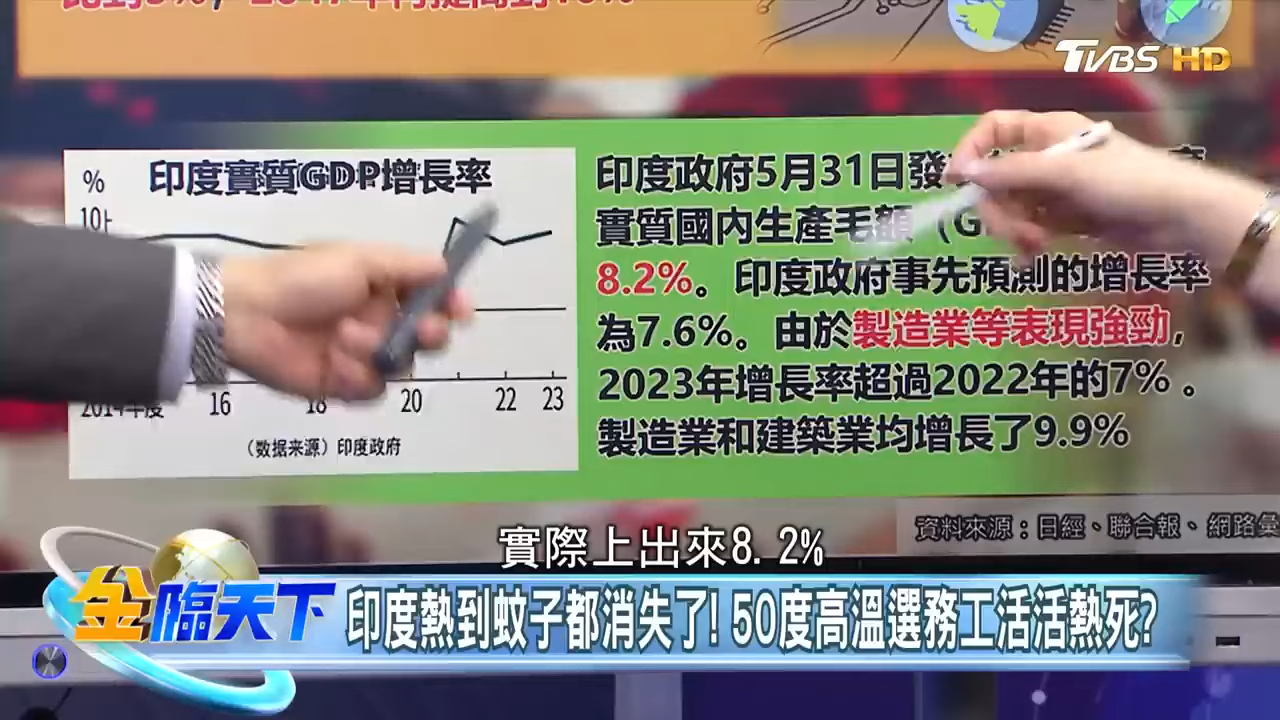 TVBS HD
%
印度實質GDP增長率
10
16
18
20
22
23
(数据来源) 印度政府
印度政府5月31日發
實質國內生產毛額(G
8.2%。印度政府事先預測的增長率
為7.6%。由於製造業等表現強勁,
2023年增長率超過2022年的7%。
製造業和建築業均增長了9.9%
資料來源:日經、聯合報、網路彙
實際上出來8.2%
金臨天下
印度熱到蚊子都消失了!50度高溫選務工活活熱死?